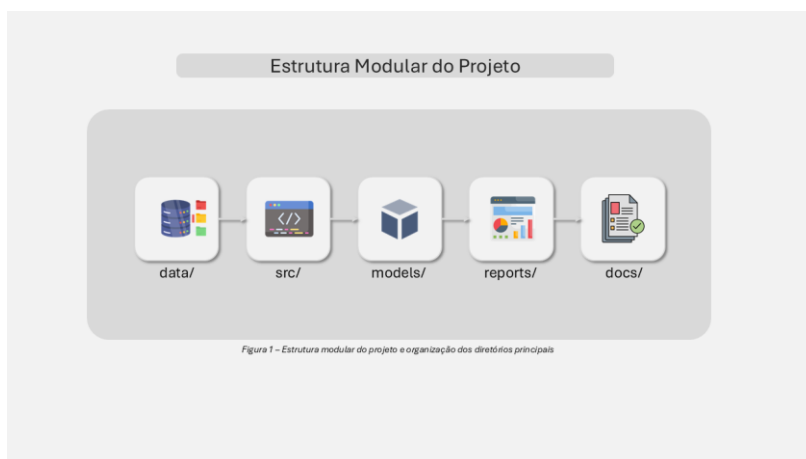 Estrutura Modular do Projeto
</>
data/
src/
models/
reports/
docs/
Figura 1 – Estrutura modular do projeto e organização dos diretórios principais